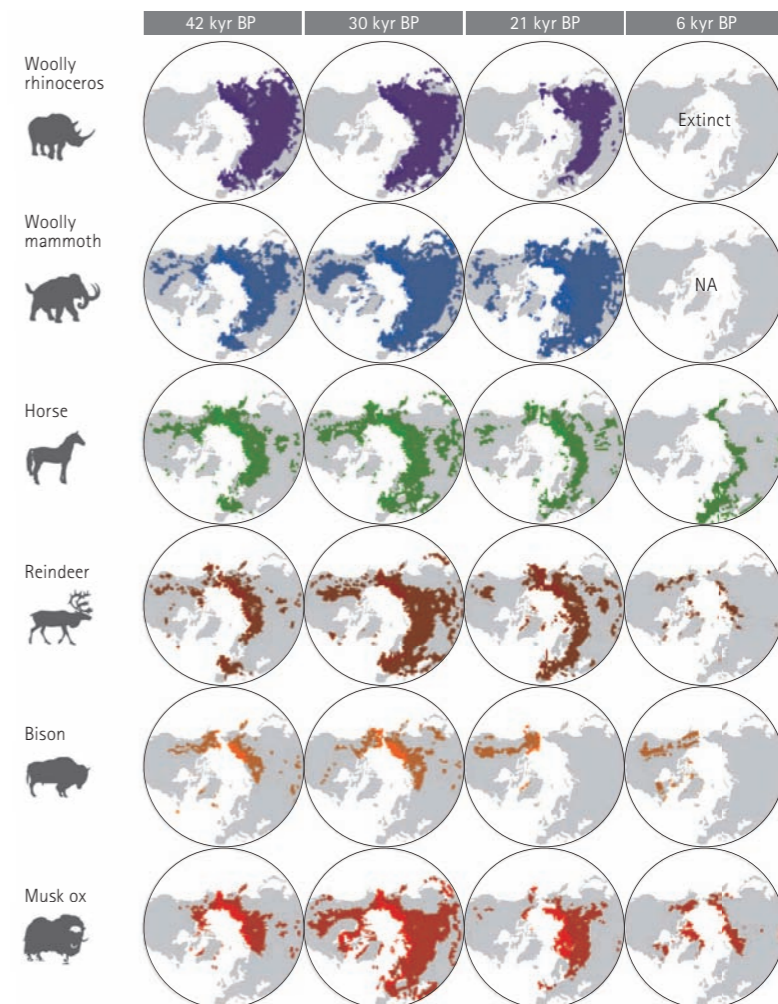 42 kyr BP
30 kyr BP
21 kyr BP
6 kyr BP
Woolly
rhinoceros
Extinct
Woolly
mammoth
NA
Horse
Reindeer
Bison
Musk ox